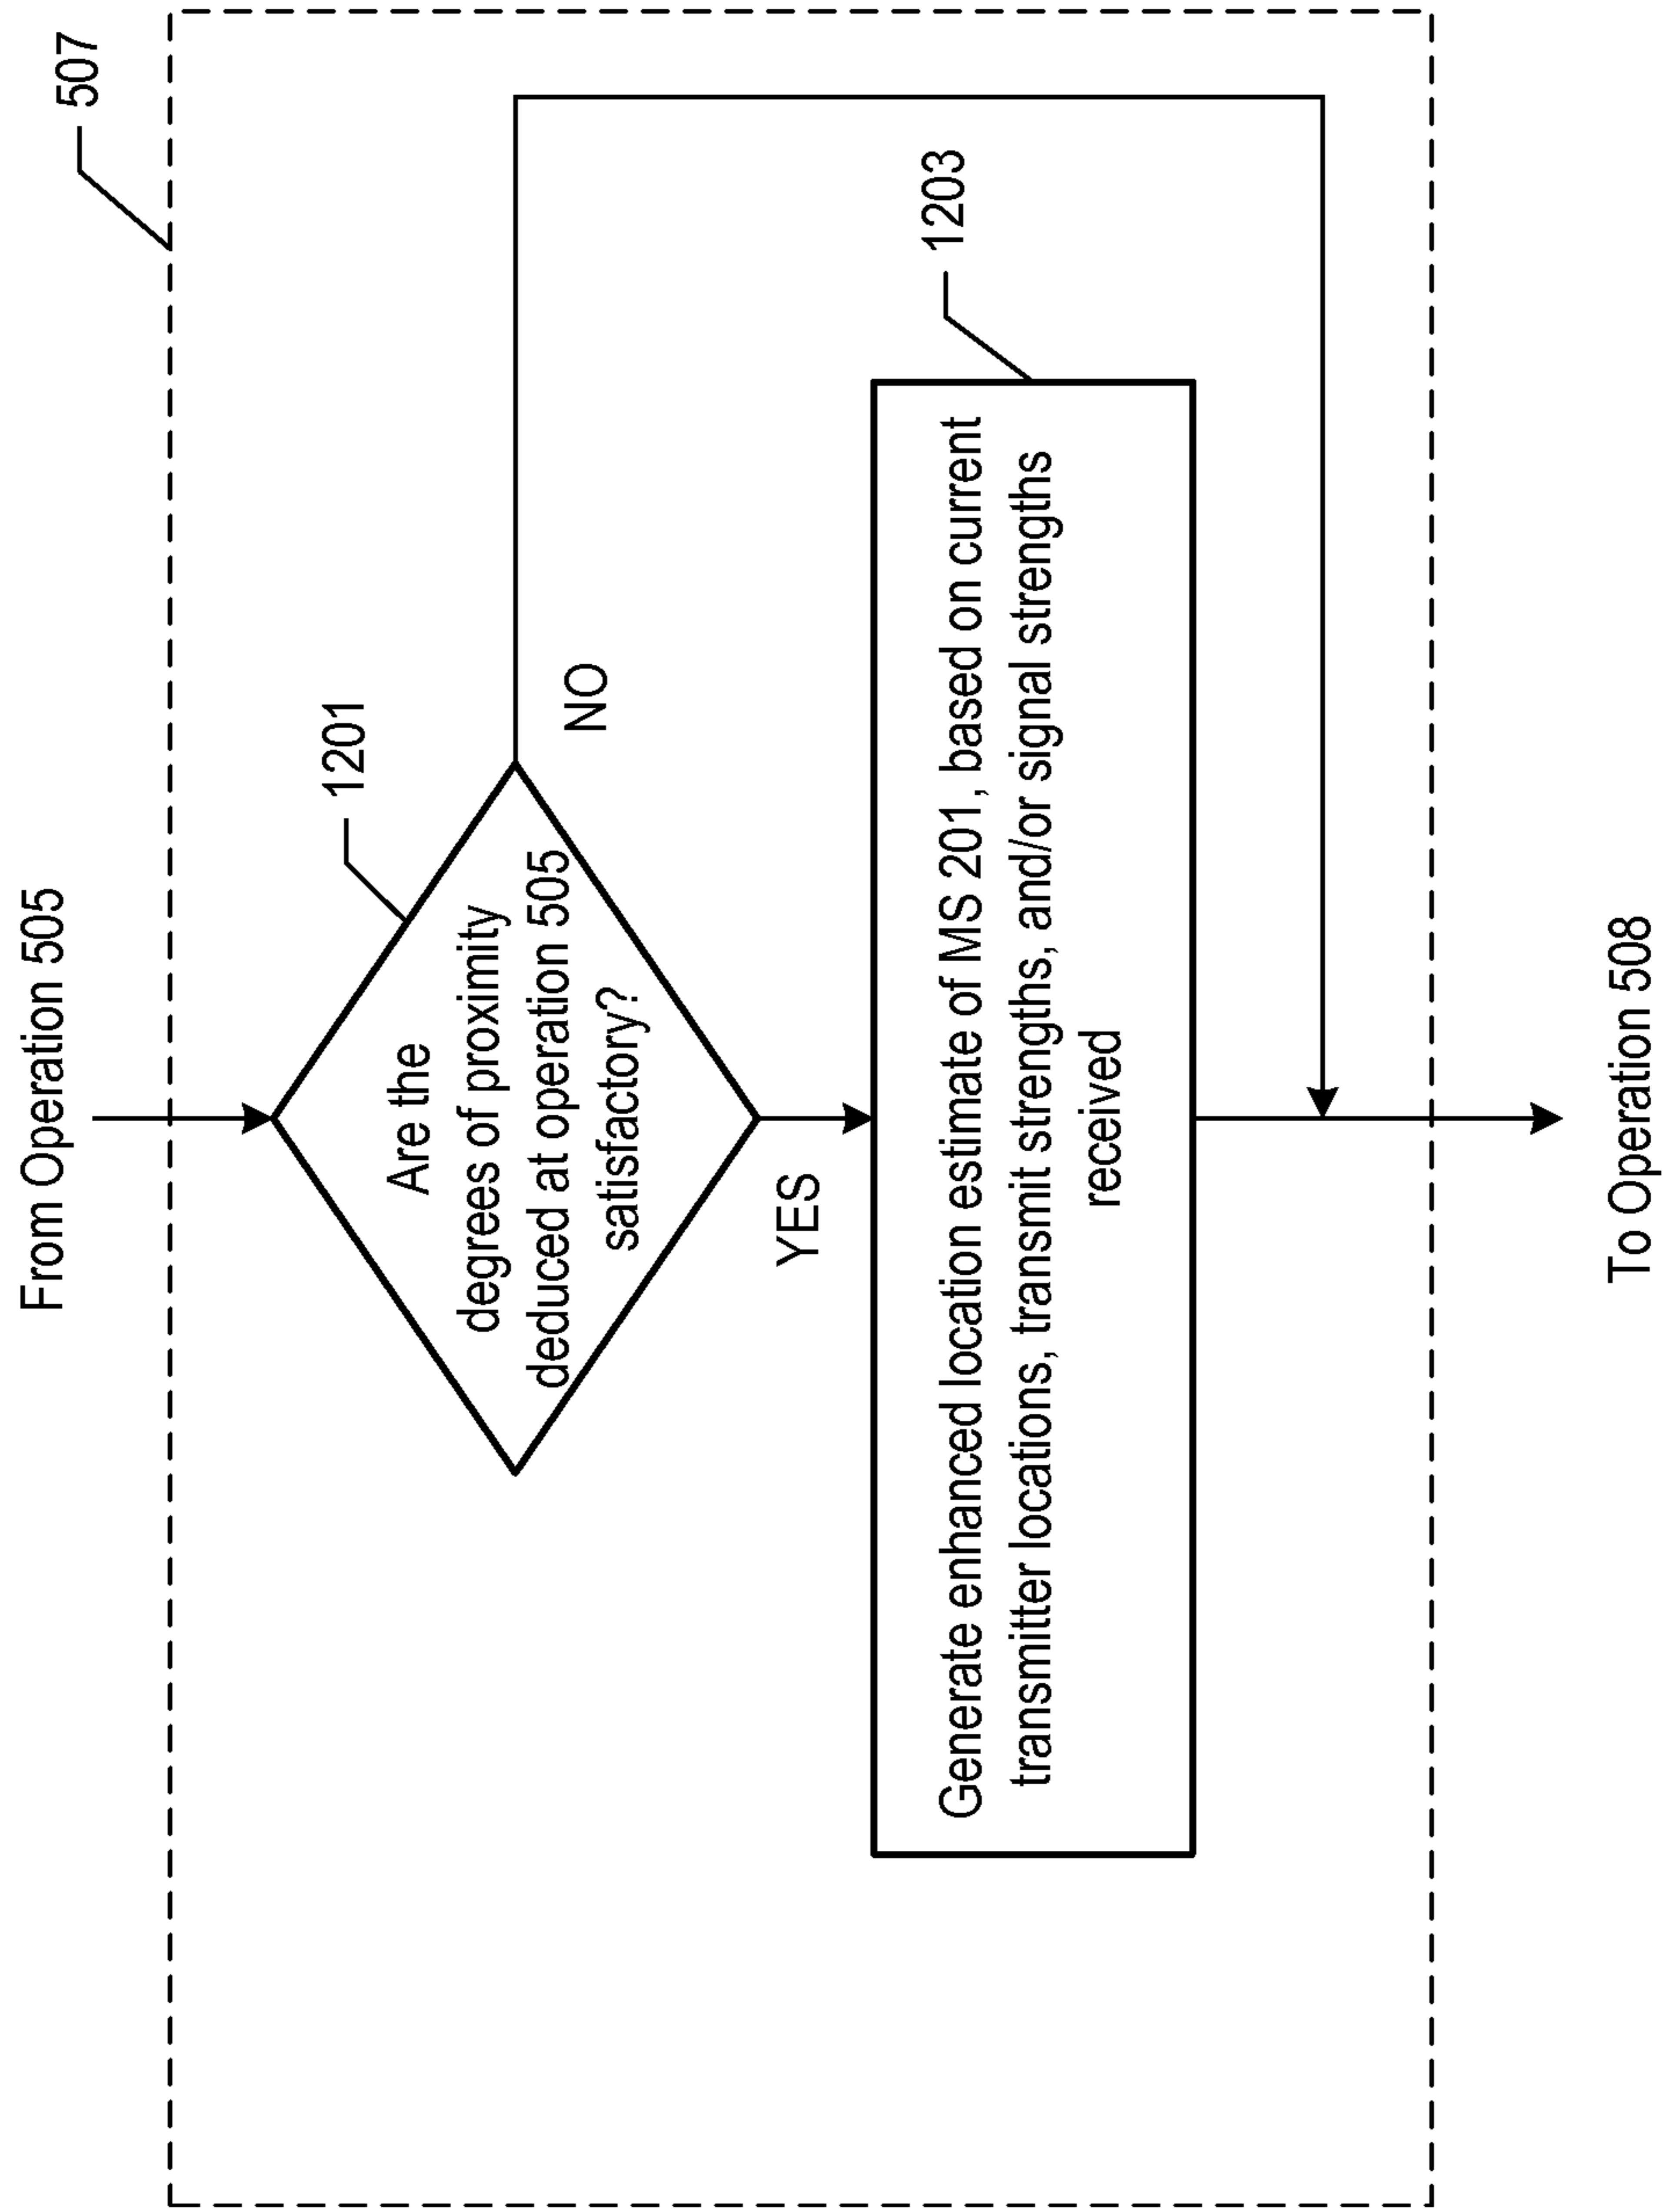 From Operation 505
507
1201
Are the
degrees of proximity
deduced at operation 505
satisfactory?
NO
YES
1203
Generate enhanced location estimate of MS 201, based on current
transmitter locations, transmit strengths, and/or signal strengths
received
To Operation 508